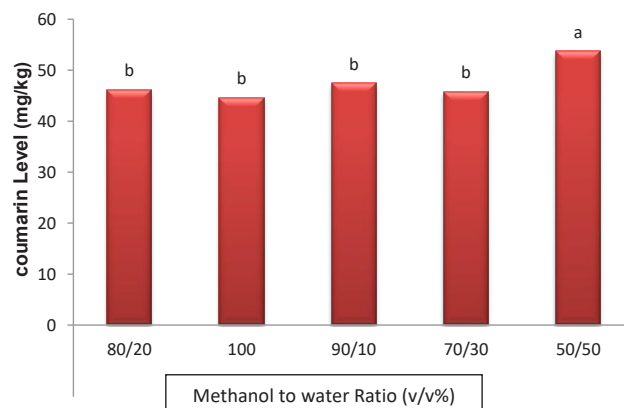 coumarin Level (mg/kg)
60
50
40
30
20
10
0
b
b
b
b
a
80/20
100
90/10
70/30
50/50
Methanol to water Ratio (v/v%)